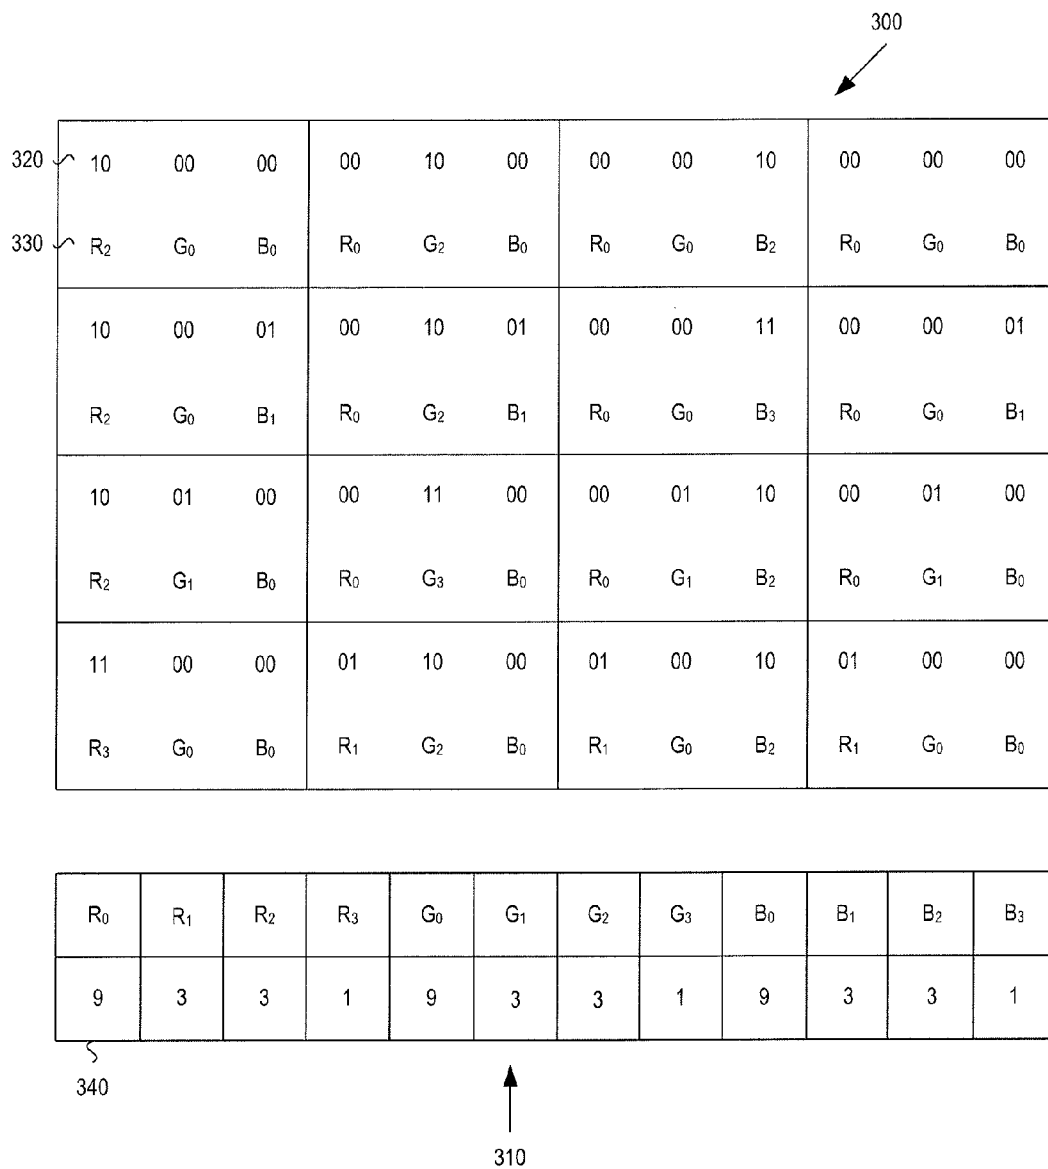 300
320 10 00 00 00 10 00 00 00 10 00 00 00
330 R₂ G₀ B₀ R₀ G₂ B₀ R₀ G₀ B₂ R₀ G₀ B₀
10 00 01 00 10 01 00 00 11 00 00 01
R₂ G₀ B₁ R₀ G₂ B₁ R₀ G₀ B₃ R₀ G₀ B₁
10 01 00 00 11 00 00 01 10 00 01 00
R₂ G₁ B₀ R₀ G₃ B₀ R₀ G₁ B₂ R₀ G₁ B₀
11 00 00 01 10 00 01 00 10 01 00 00
R₃ G₀ B₀ R₁ G₂ B₀ R₁ G₀ B₂ R₁ G₀ B₀
R₀ R₁ R₂ R₃ G₀ G₁ G₂ G₃ B₀ B₁ B₂ B₃
9 3 3 1 9 3 3 1 9 3 3 1
340
310